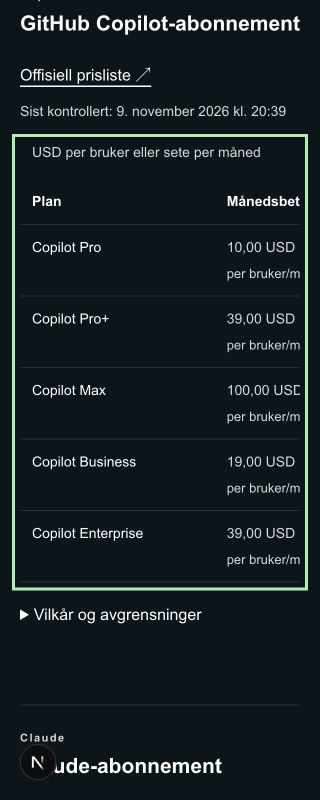 GitHub Copilot-abonnement
Offisiell prisliste ↗
Sist kontrollert: 9. november 2026 kl. 20:39
USD per bruker eller sete per måned
Plan Månedsbet
Copilot Pro 10,00 USD
per bruker/m
Copilot Pro+ 39,00 USD
per bruker/m
Copilot Max 100,00 USD
per bruker/m
Copilot Business 19,00 USD
per bruker/m
Copilot Enterprise 39,00 USD
per bruker/m
▶ Vilkår og avgrensninger
Claude
N ude-abonnement